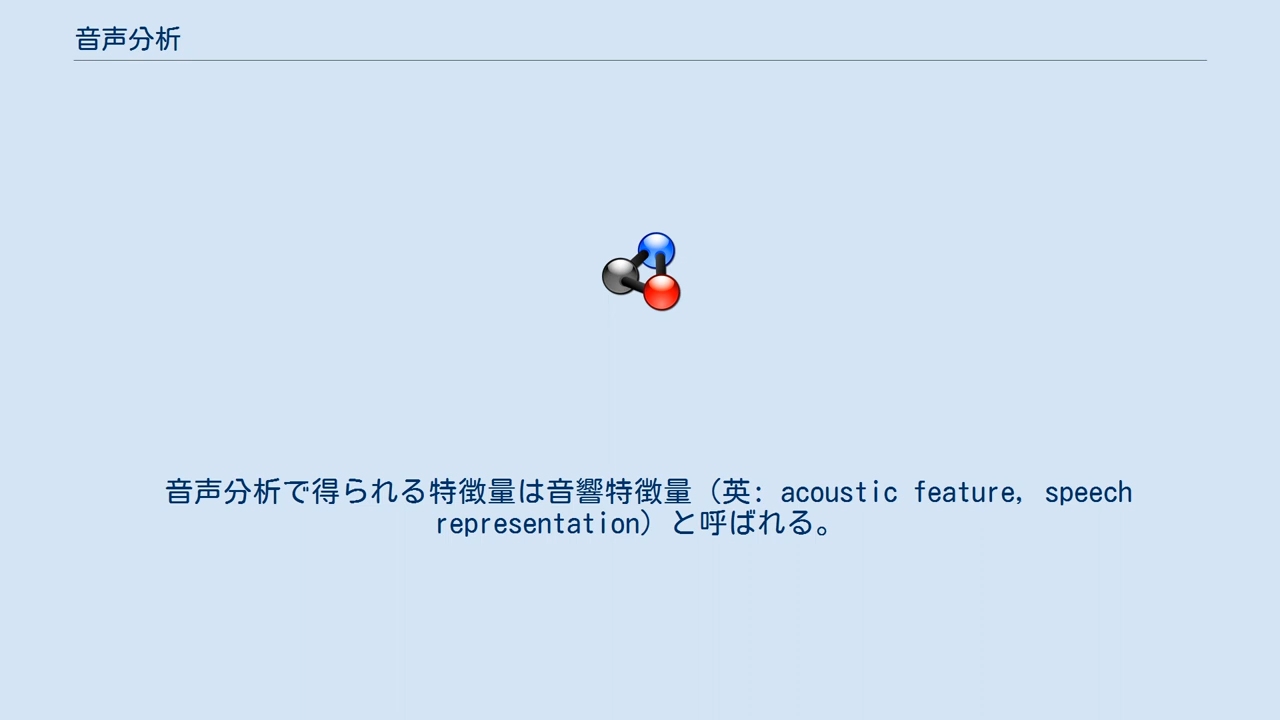 音声分析
音声分析で得られる特徴量は音響特徴量（英: acoustic feature, speech
representation）と呼ばれる。